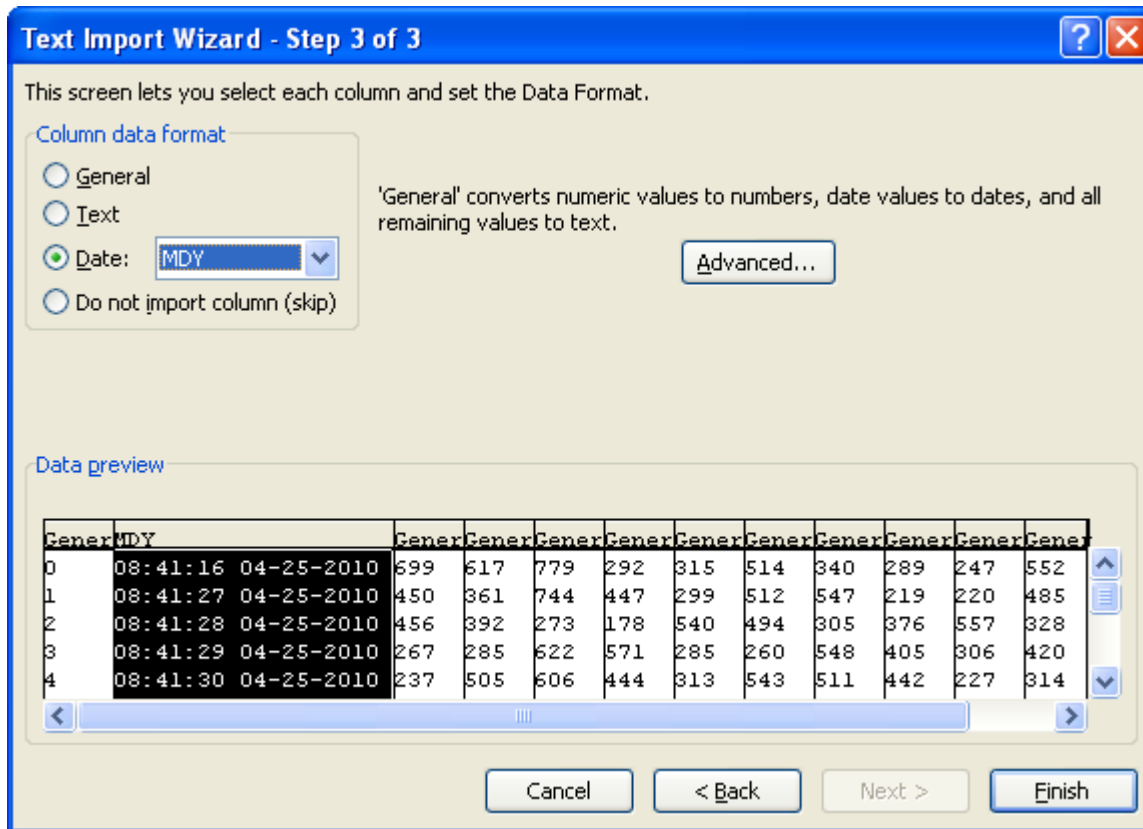 Text Import Wizard - Step 3 of 3
This screen lets you select each column and set the Data Format.
Column data format
General
Text
Date: MDY
Do not import column (skip)
'General' converts numeric values to numbers, date values to dates, and all
remaining values to text.
Advanced...
Data preview
Gener MDY Gener Gener Gener Gener Gener Gener Gener Gener Gener Gener
0 08:41:16 04-25-2010 699 617 779 292 315 514 340 289 247 552
1 08:41:27 04-25-2010 450 361 744 447 299 512 547 219 220 485
2 08:41:28 04-25-2010 456 392 273 178 540 494 305 376 557 328
3 08:41:29 04-25-2010 267 285 622 571 285 260 548 405 306 420
4 08:41:30 04-25-2010 237 505 606 444 313 543 511 442 227 314
Cancel < Back Next > Finish